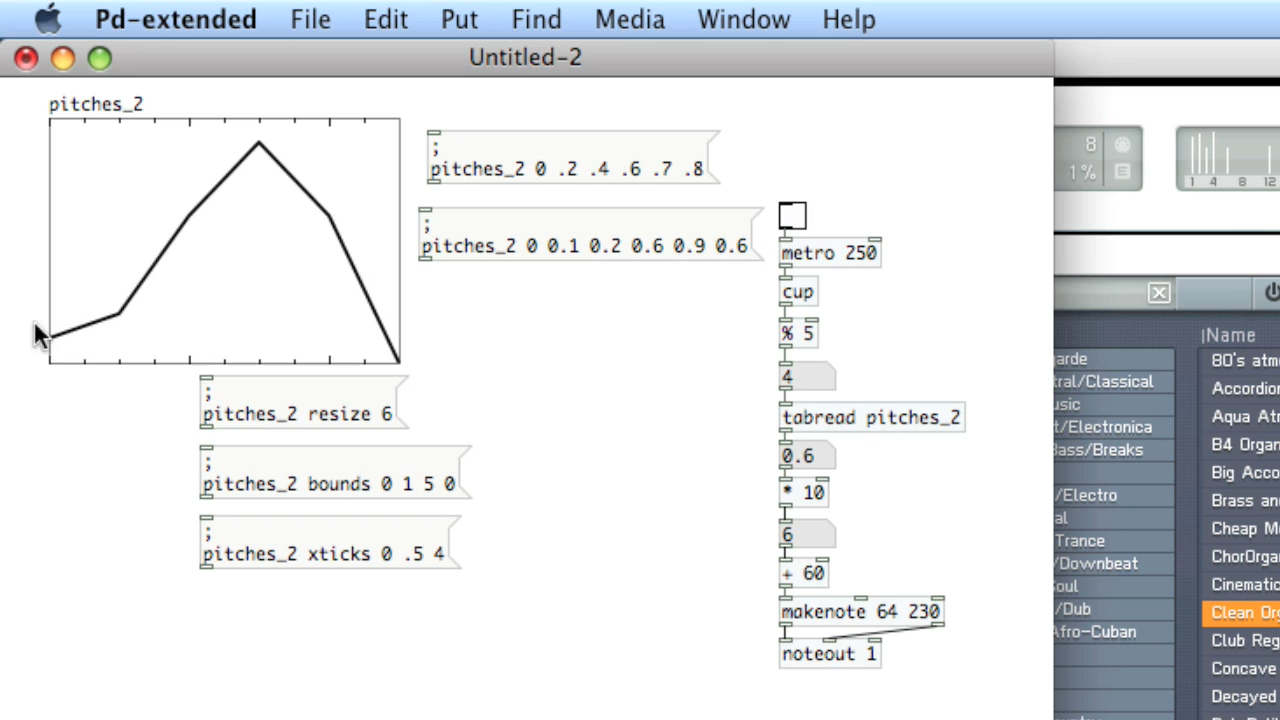 Pd-extended File Edit Put Find Media Window Help
Untitled-2
pitches_2
;
pitches_2 0 .2 .4 .6 .7 .8
;
pitches_2 0 0.1 0.2 0.6 0.9 0.6
;
pitches_2 resize 6
;
pitches_2 bounds 0 1 5 0
;
pitches_2 xticks 0 .5 4
metro 250
cup
% 5
4
tabread pitches_2
0.6
* 10
6
+ 60
makenote 64 230
noteout 1
8
1%
1 4 8 12
Name
arde
tral/Classical
usic
t/Electronica
Bass/Breaks
/Electro
al
Trance
/Downbeat
Soul
/Dub
Afro-Cuban
80's atm
Accordion
Aqua At
B4 Organ
Big Acco
Brass an
Cheap M
ChorOrga
Cinematic
Clean Or
Club Reg
Concave
Decayed